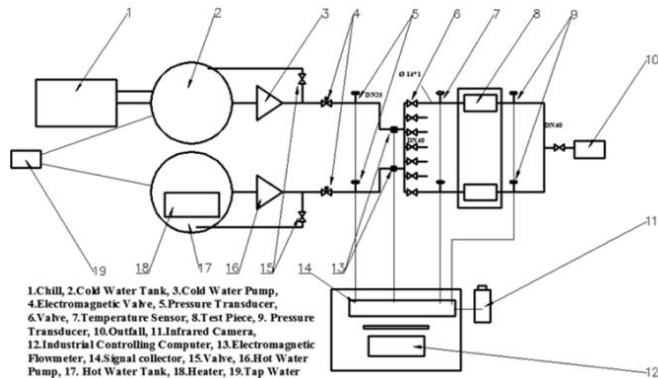 1 2 3 4 5 6 7 8 9
10
Ø 14*1
DN25
DN40
DN40
19 18 17 16 15 13 14 11
12
1.Chill, 2.Cold Water Tank, 3.Cold Water Pump,
4.Electromagnetic Valve, 5.Pressure Transducer,
6.Valve, 7.Temperature Sensor, 8.Test Piece, 9. Pressure
Transducer, 10.Outfall, 11.Infrared Camera,
12.Industrial Controlling Computer, 13.Electromagnetic
Flowmeter, 14.Signal collector, 15.Valve, 16.Hot Water
Pump, 17. Hot Water Tank, 18.Heater, 19.Tap Water